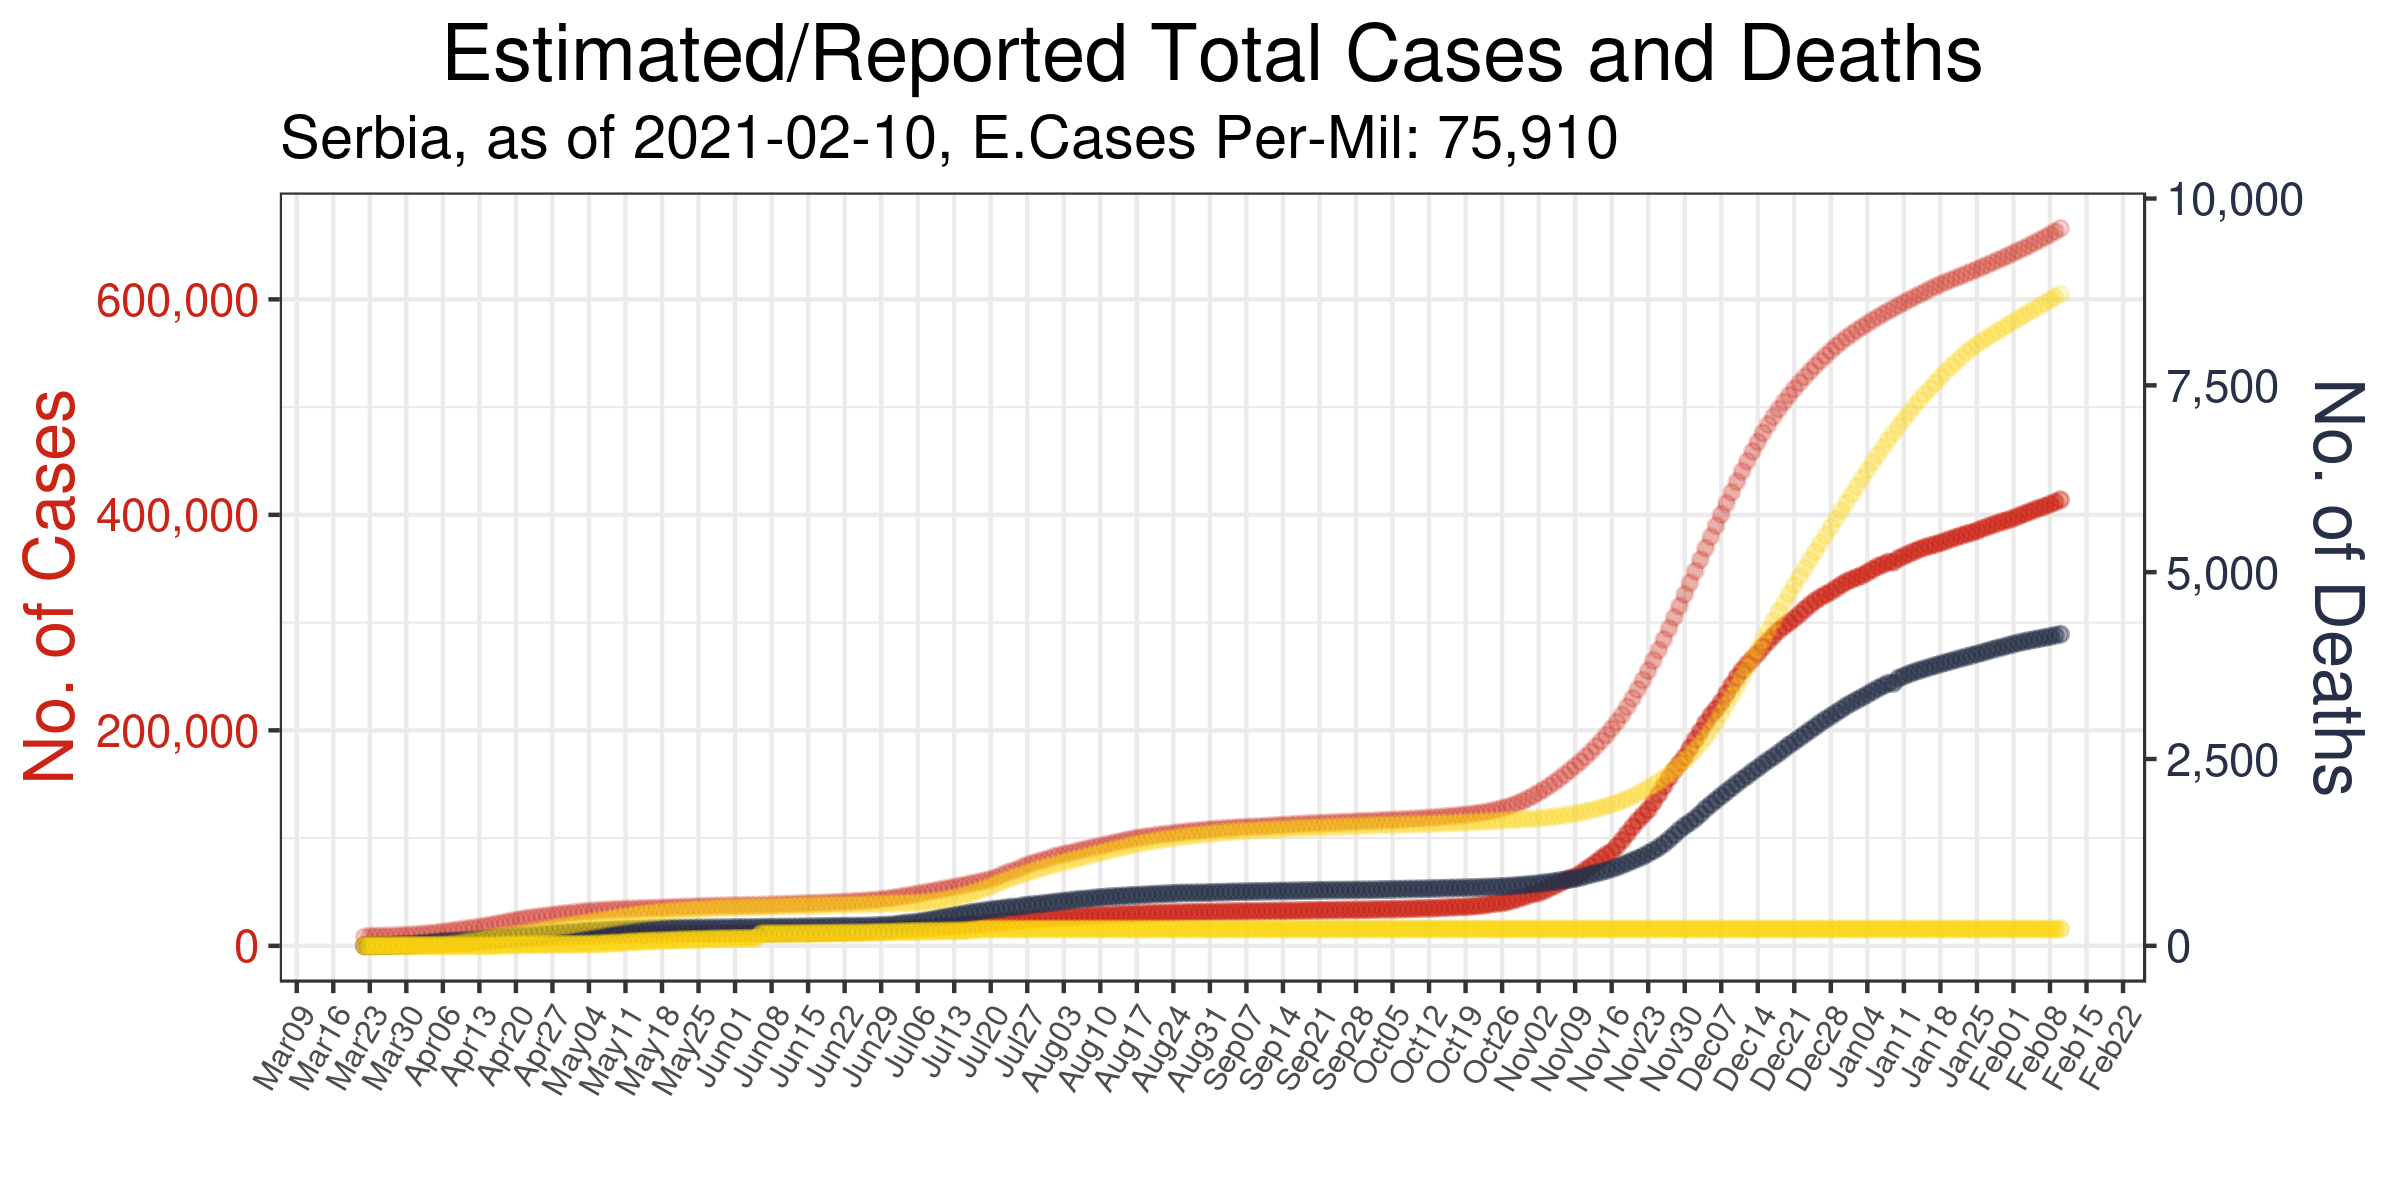 Estimated/Reported Total Cases and Deaths
Serbia, as of 2021-02-10, E.Cases Per-Mil: 75,910
No. of Cases
600,000
400,000
200,000
0
10,000
7,500
5,000
2,500
0
No. of Deaths
Mar09
Mar16
Mar23
Mar30
Apr06
Apr13
Apr20
Apr27
May04
May11
May18
May25
Jun01
Jun08
Jun15
Jun22
Jun29
Jul06
Jul13
Jul20
Jul27
Aug03
Aug10
Aug17
Aug24
Aug31
Sep07
Sep14
Sep21
Sep28
Oct05
Oct12
Oct19
Oct26
Nov02
Nov09
Nov16
Nov23
Nov30
Dec07
Dec14
Dec21
Dec28
Jan04
Jan11
Jan18
Jan25
Feb01
Feb08
Feb15
Feb22